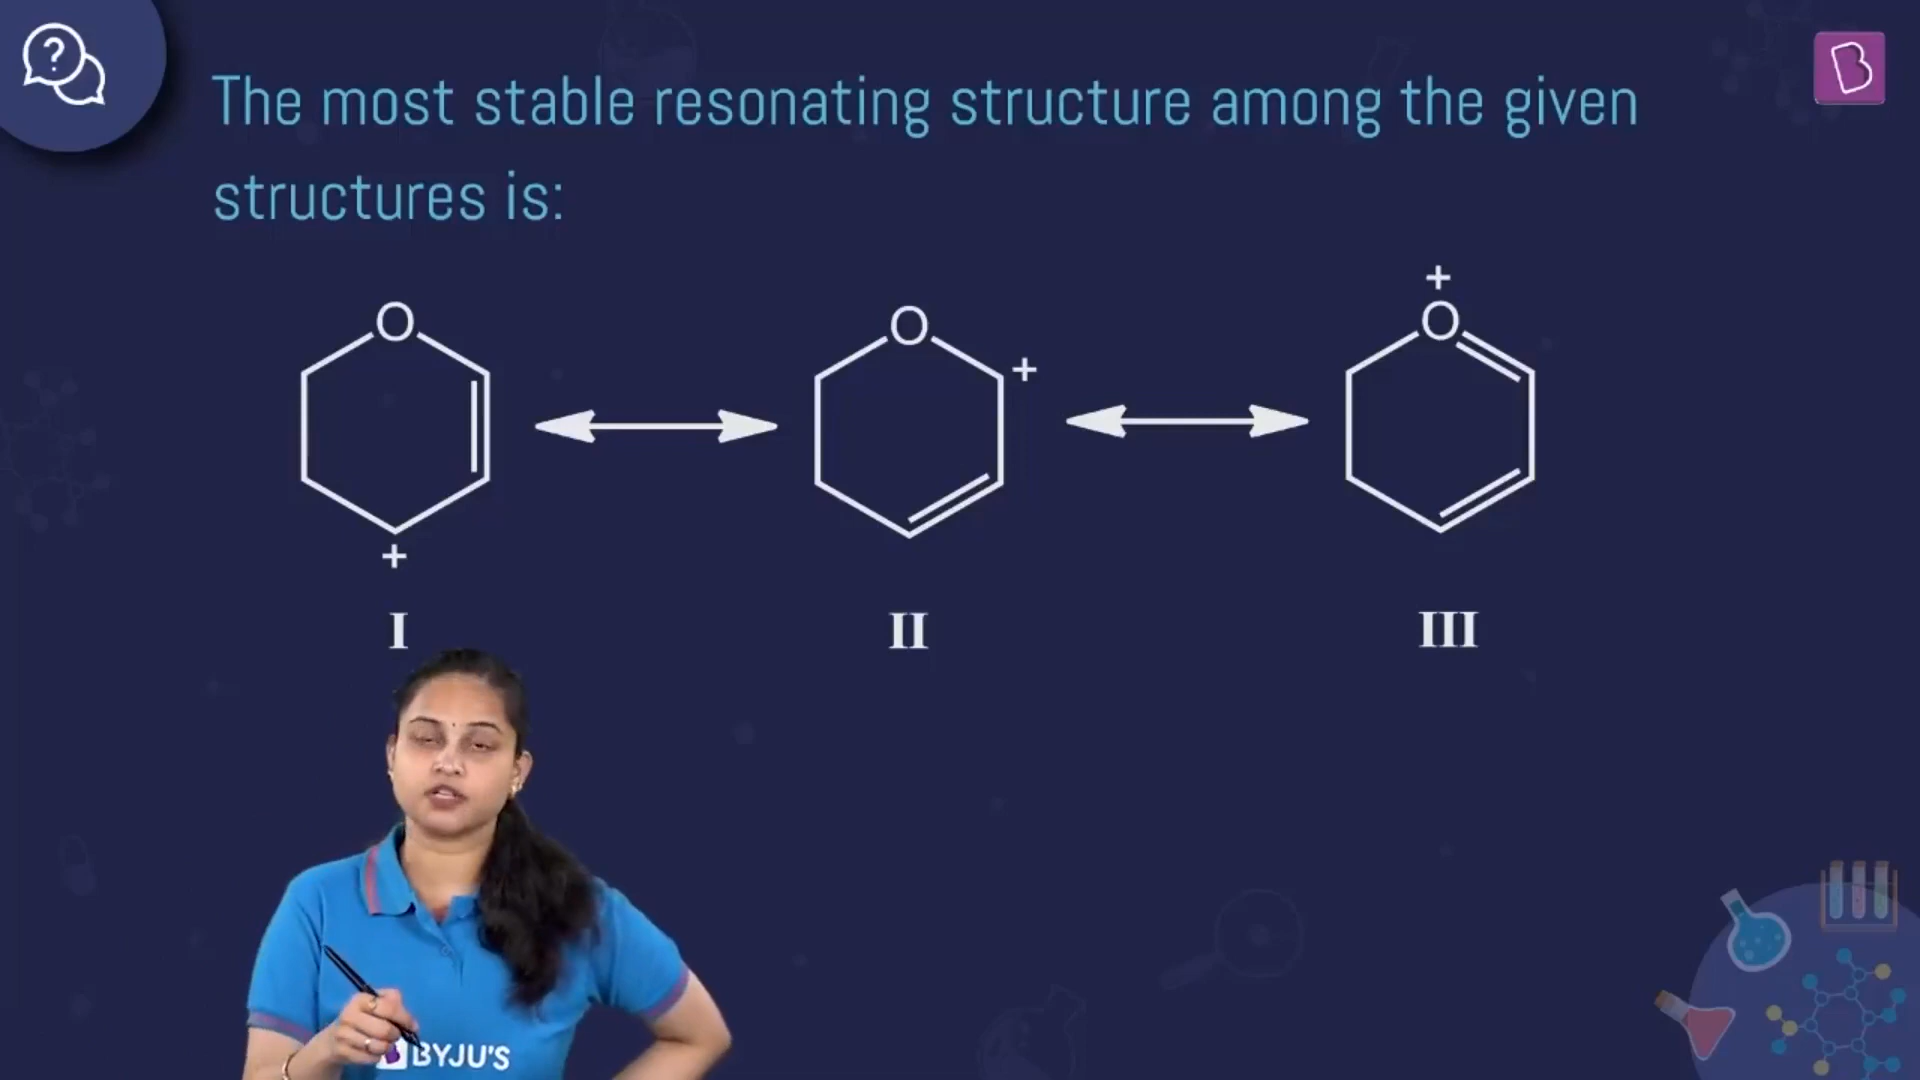 ?
B
The most stable resonating structure among the given
structures is:
O
+
I
O
+
II
+
O
III
B BYJU'S